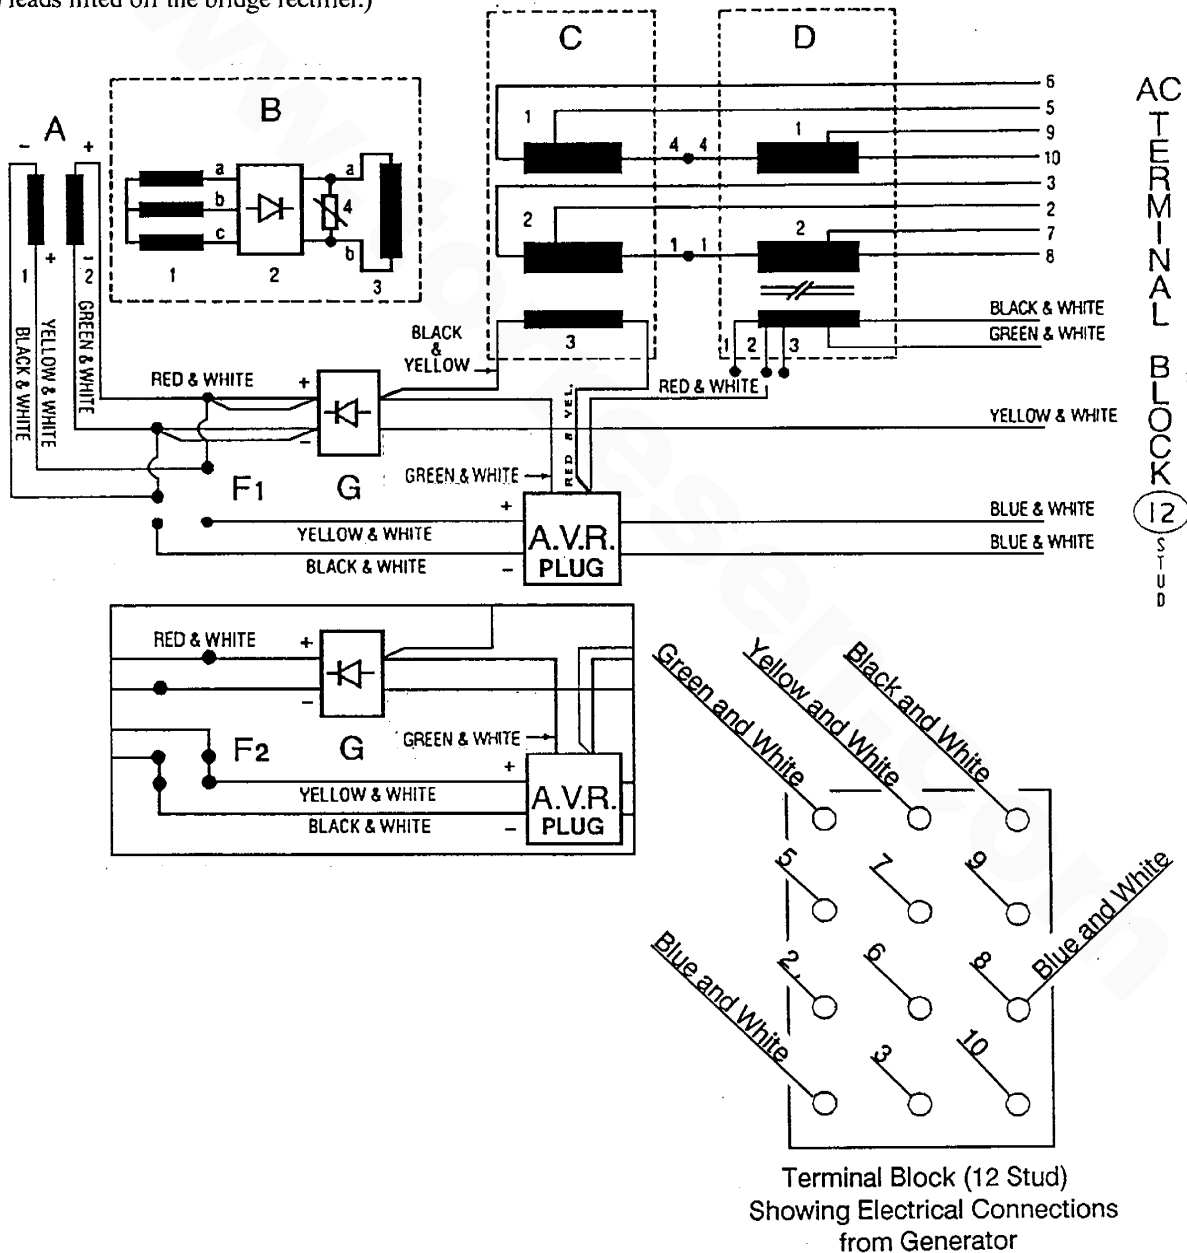 leads lifted off the bridge rectifier.)
C
D
A
B
- +
AC TERMINAL BLOCK
12
STUD
6
5
1
1
9
4 4
10
3
2
2
2
7
1 1
8
a
b
c
a
4
b
1
2
3
+
-
1
2
BLACK & WHITE
YELLOW & WHITE
GREEN & WHITE
BLACK
&
YELLOW
3
1 2 3
BLACK & WHITE
GREEN & WHITE
RED & WHITE
+
RED & WHITE
RED & YEL.
YELLOW & WHITE
-
F1
G
GREEN & WHITE
+
YELLOW & WHITE
BLACK & WHITE
-
A.V.R.
PLUG
BLUE & WHITE
BLUE & WHITE
RED & WHITE
+
-
F2
G
GREEN & WHITE
+
YELLOW & WHITE
BLACK & WHITE
-
A.V.R.
PLUG
Green and White
Yellow and White
Black and White
5
7
9
2
6
8
Blue and White
Blue and White
3
10
Terminal Block (12 Stud)
Showing Electrical Connections
from Generator